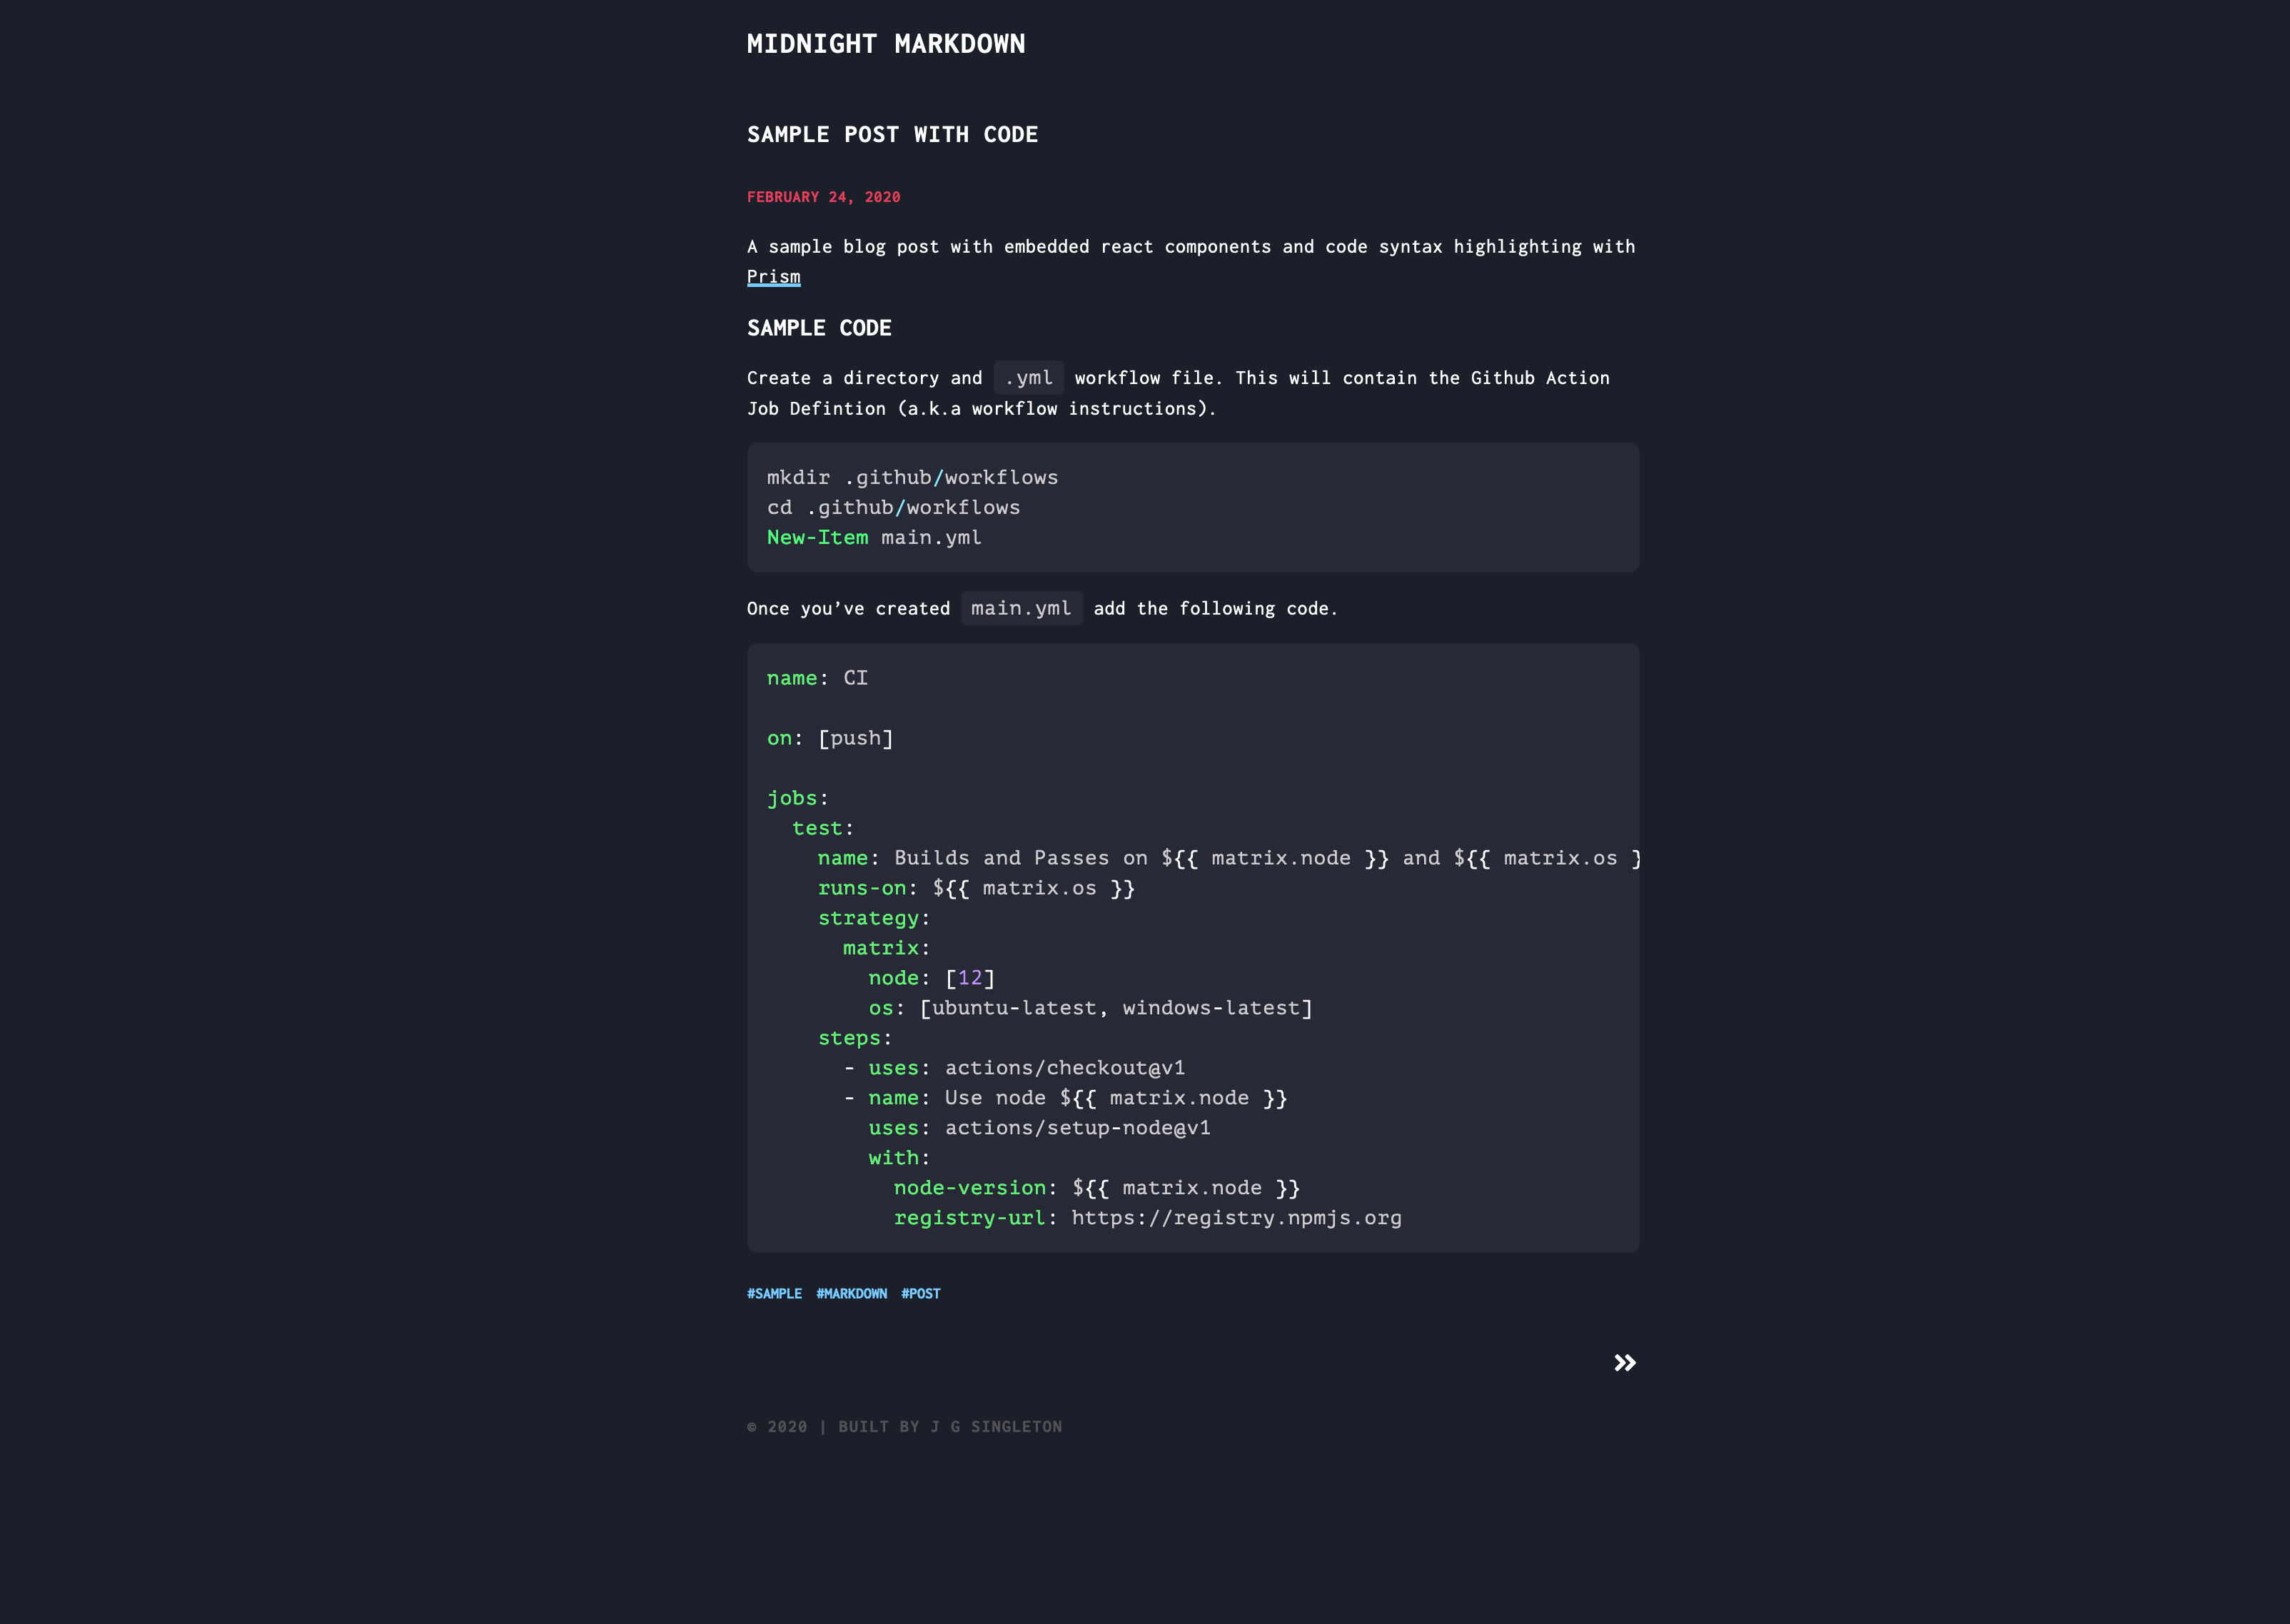 MIDNIGHT MARKDOWN
SAMPLE POST WITH CODE
FEBRUARY 24, 2020
A sample blog post with embedded react components and code syntax highlighting with
Prism
SAMPLE CODE
Create a directory and .yml workflow file. This will contain the Github Action
Job Defintion (a.k.a workflow instructions).
mkdir .github/workflows
cd .github/workflows
New-Item main.yml
Once you’ve created main.yml add the following code.
name: CI
on: [push]
jobs:
  test:
    name: Builds and Passes on ${{ matrix.node }} and ${{ matrix.os }
    runs-on: ${{ matrix.os }}
    strategy:
      matrix:
        node: [12]
        os: [ubuntu-latest, windows-latest]
    steps:
      - uses: actions/checkout@v1
      - name: Use node ${{ matrix.node }}
        uses: actions/setup-node@v1
        with:
          node-version: ${{ matrix.node }}
          registry-url: https://registry.npmjs.org
#SAMPLE #MARKDOWN #POST
© 2020 | BUILT BY J G SINGLETON